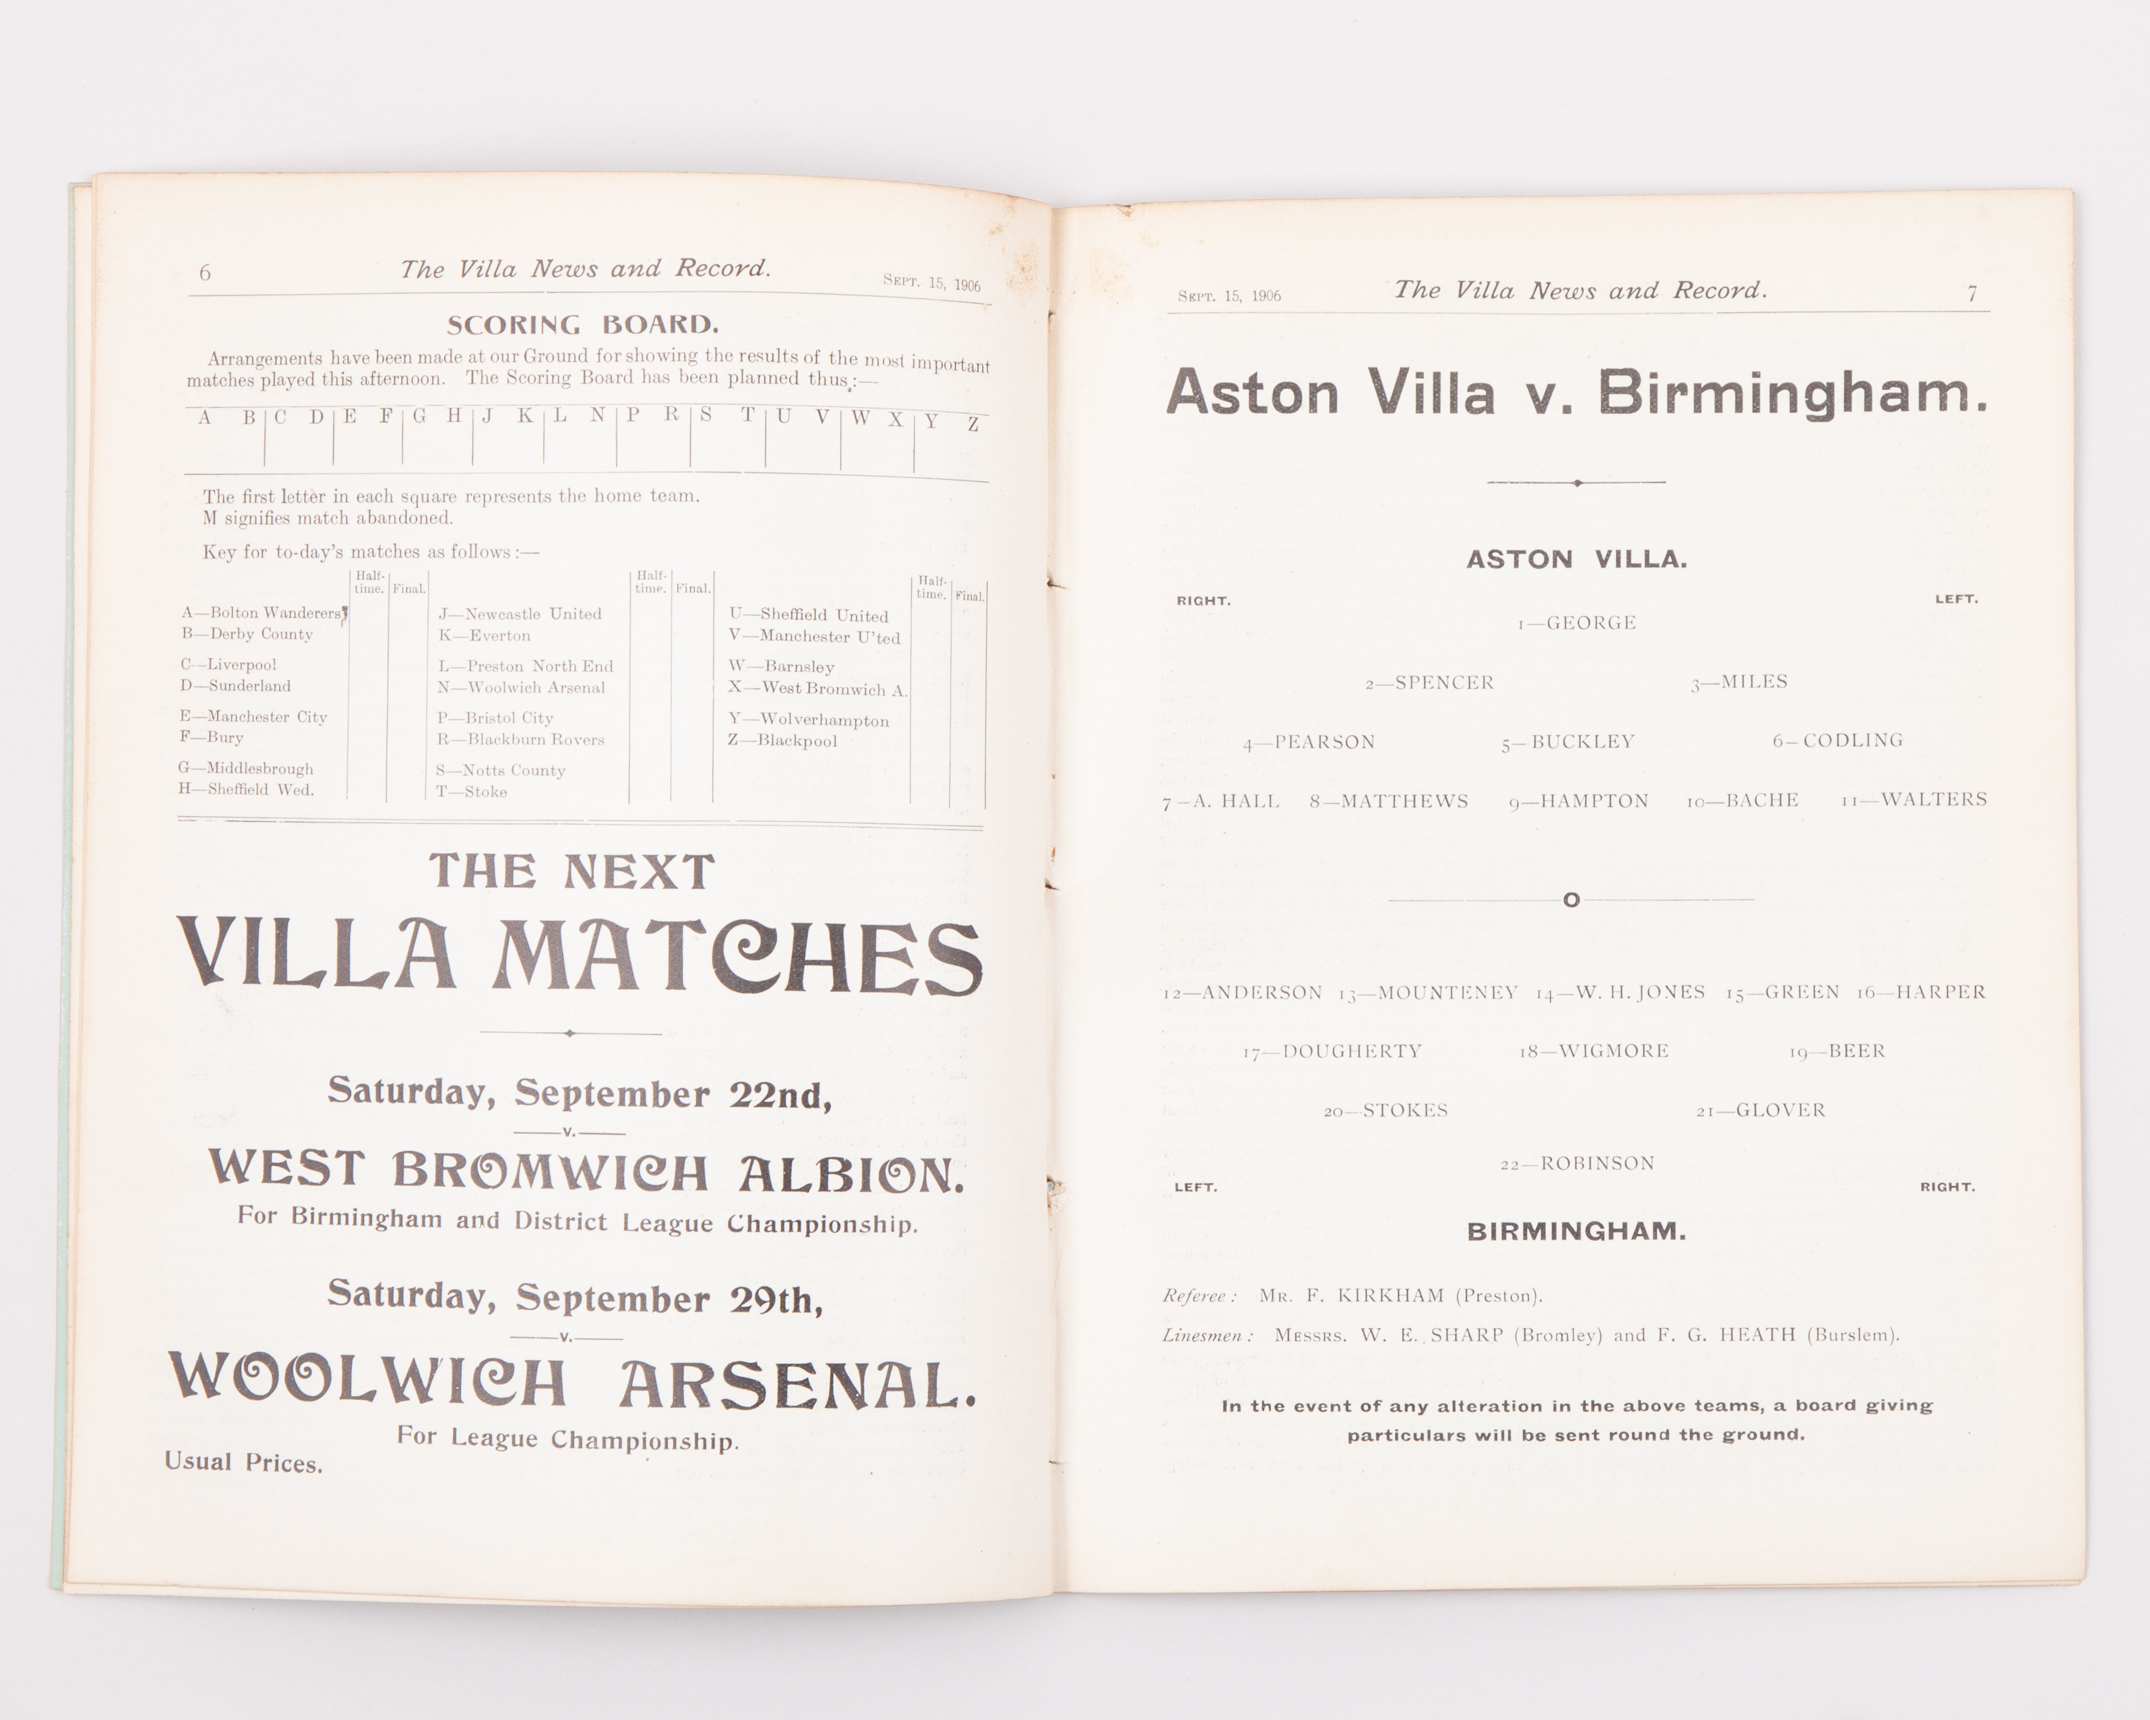 6 The Villa News and Record. SEPT. 15, 1906
SCORING BOARD.
Arrangements have been made at our Ground for showing the results of the most important
matches played this afternoon. The Scoring Board has been planned thus:—
A B C D E F G H J K L N P R S T U V W X Y Z
The first letter in each square represents the home team.
M signifies match abandoned.
Key for to-day's matches as follows:—
Half-time. Final. Half-time. Final. Half-time. Final.
A—Bolton Wanderers J—Newcastle United U—Sheffield United
B—Derby County K—Everton V—Manchester U'ted
C—Liverpool L—Preston North End W—Barnsley
D—Sunderland N—Woolwich Arsenal X—West Bromwich A.
E—Manchester City P—Bristol City Y—Wolverhampton
F—Bury R—Blackburn Rovers Z—Blackpool
G—Middlesbrough S—Notts County
H—Sheffield Wed. T—Stoke
THE NEXT
VILLA MATCHES
Saturday, September 22nd,
v.
WEST BROMWICH ALBION.
For Birmingham and District League Championship.
Saturday, September 29th,
v.
WOOLWICH ARSENAL.
For League Championship.
Usual Prices.
SEPT. 15, 1906 The Villa News and Record. 7
Aston Villa v. Birmingham.
ASTON VILLA.
RIGHT. LEFT.
1—GEORGE
2—SPENCER 3—MILES
4—PEARSON 5—BUCKLEY 6—CODLING
7—A. HALL 8—MATTHEWS 9—HAMPTON 10—BACHE 11—WALTERS
O
12—ANDERSON 13—MOUNTENEY 14—W. H. JONES 15—GREEN 16—HARPER
17—DOUGHERTY 18—WIGMORE 19—BEER
20—STOKES 21—GLOVER
22—ROBINSON
LEFT. RIGHT.
BIRMINGHAM.
Referee: MR. F. KIRKHAM (Preston).
Linesmen: MESSRS. W. E. SHARP (Bromley) and F. G. HEATH (Burslem).
In the event of any alteration in the above teams, a board giving
particulars will be sent round the ground.